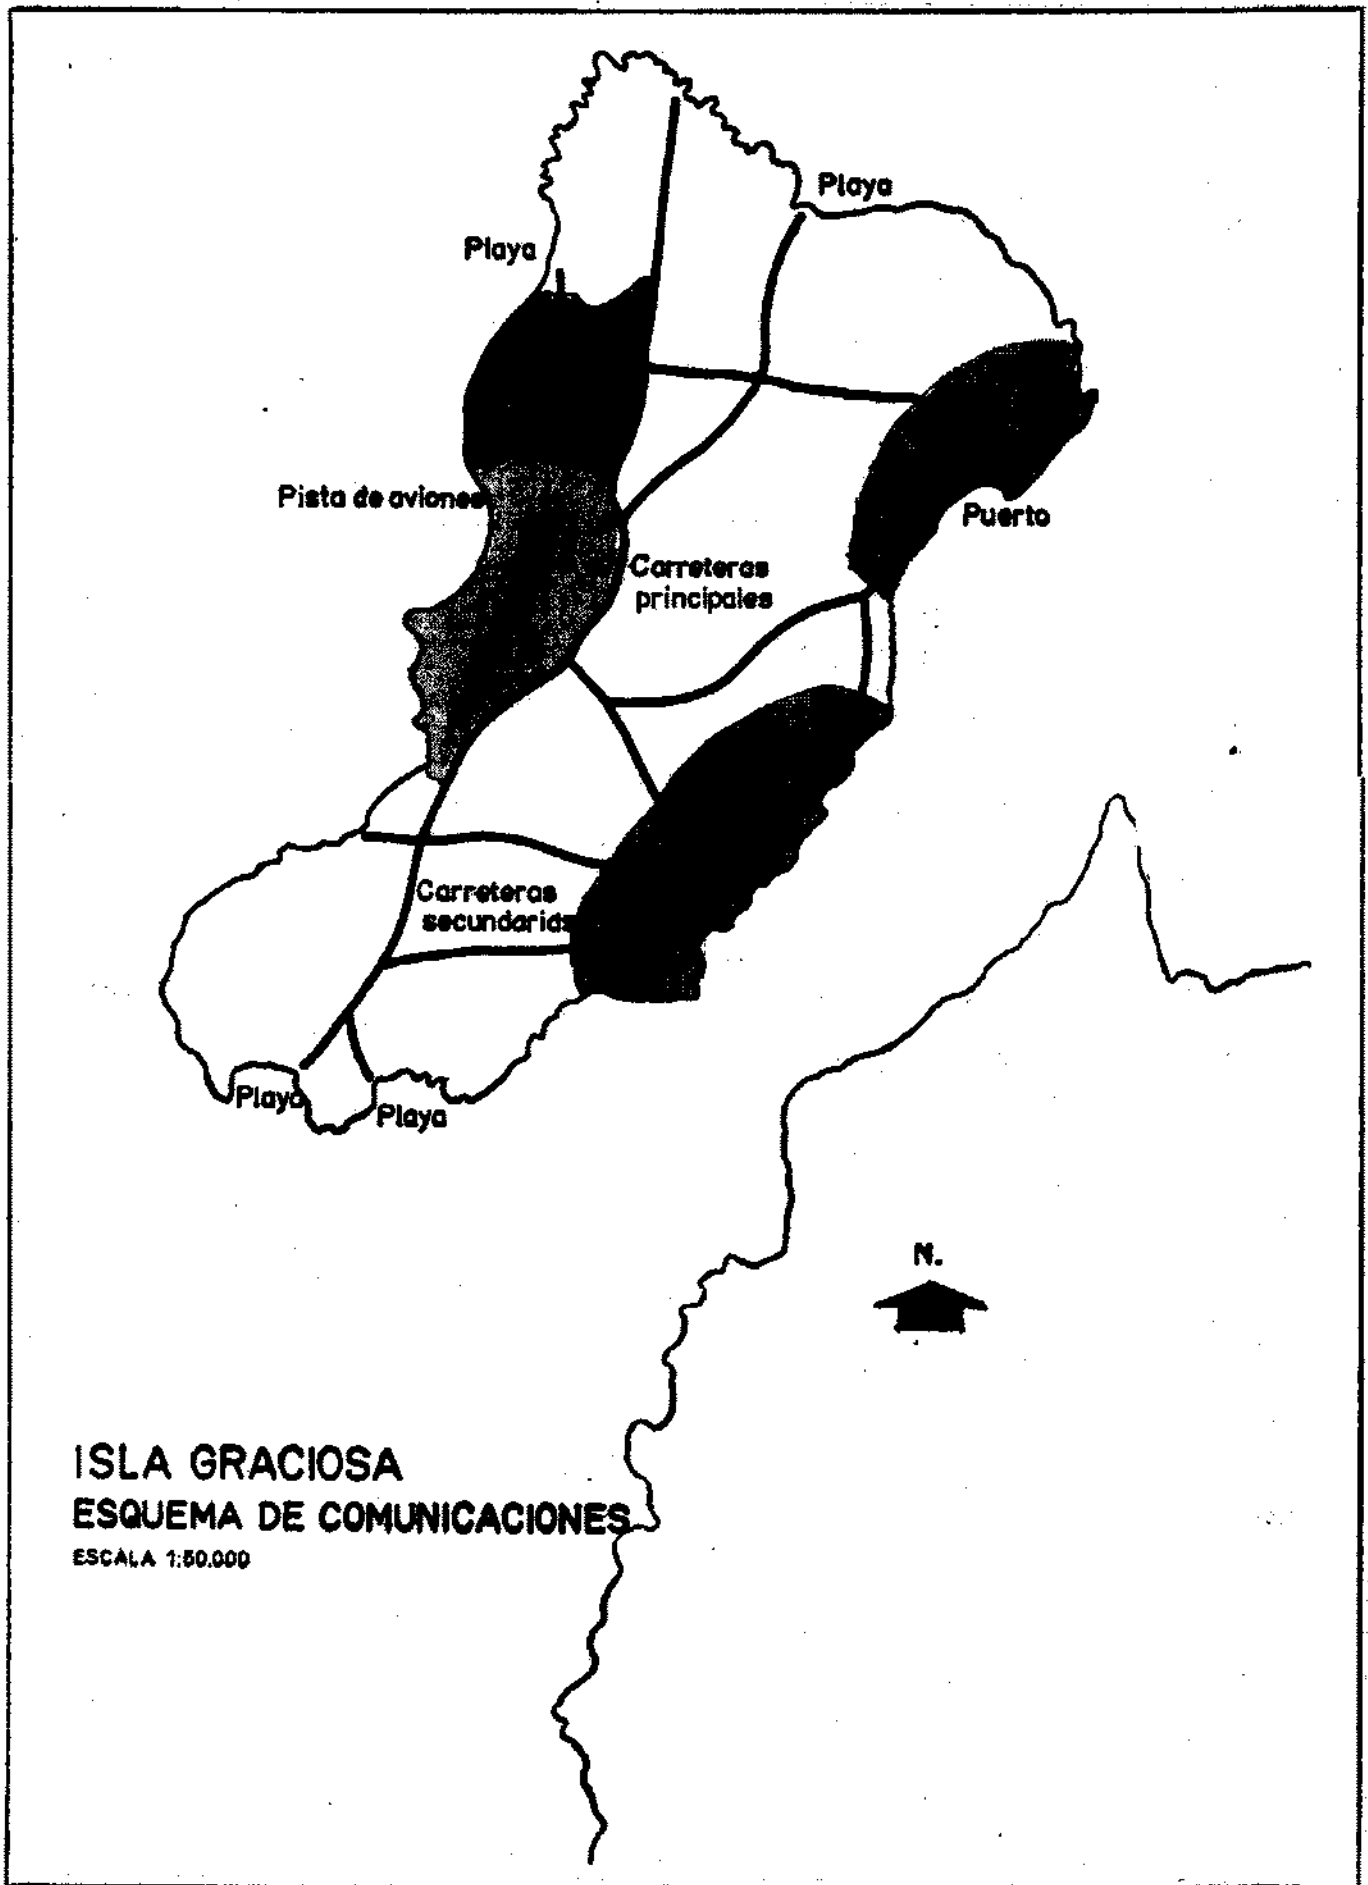 Playa
Playa
Pista de aviones
Puerto
Carreteras
principales
Carreteras
secundarias
Playa
Playa
N.
ISLA GRACIOSA
ESQUEMA DE COMUNICACIONES
ESCALA 1:50.000